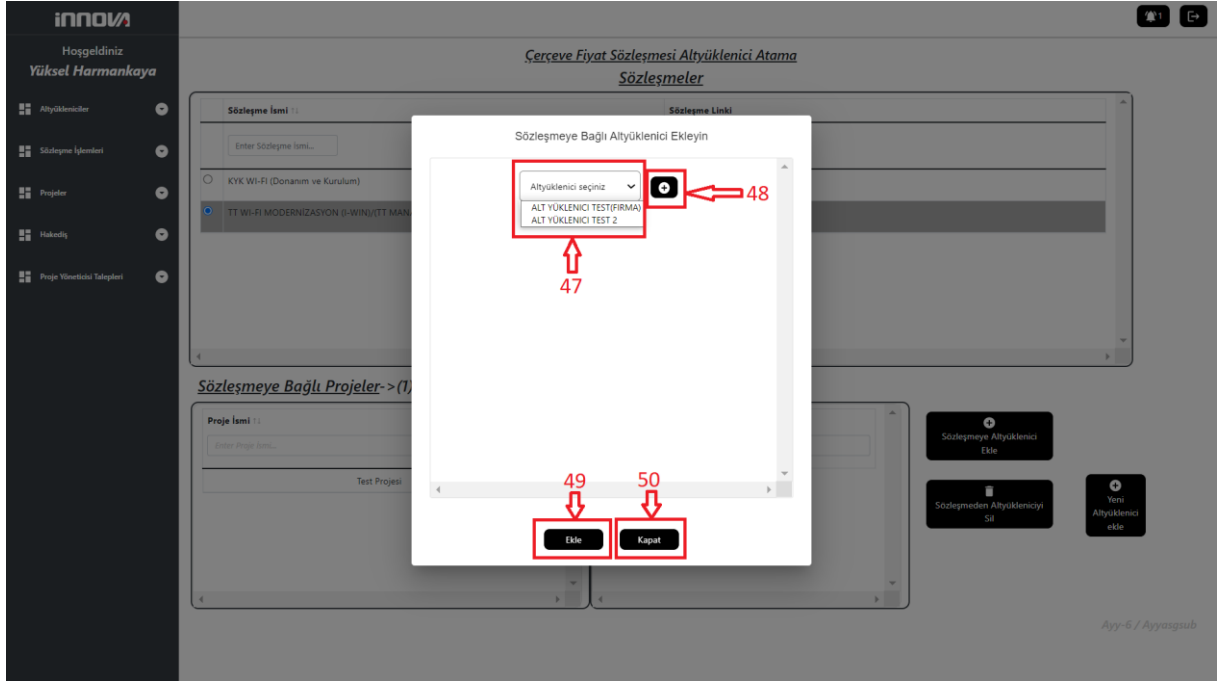 innova
1
Hoşgeldiniz
Yüksel Harmankaya
Altyükleniciler
Sözleşme İşlemleri
Projeler
Hakediş
Proje Yöneticisi Talepleri
Çerçeve Fiyat Sözleşmesi Altyüklenici Atama
Sözleşmeler
Sözleşme İsmi ↑↓
Sözleşme Linki
Enter Sözleşme İsmi...
KYK WI-FI (Donanım ve Kurulum)
TT WI-FI MODERNİZASYON (I-WIN)/(TT MAN
Sözleşmeye Bağlı Altyüklenici Ekleyin
Altyüklenici seçiniz
ALT YÜKLENICI TEST(FIRMA)
ALT YÜKLENICI TEST 2
48
47
49
50
Ekle
Kapat
Sözleşmeye Bağlı Projeler->(1)
Proje İsmi ↑↓
Enter Proje İsmi...
Test Projesi
Sözleşmeye Altyüklenici
Ekle
Sözleşmeden Altyükleniciyi
Sil
Yeni
Altyüklenici
ekle
Ayy-6 / Ayyasgsub